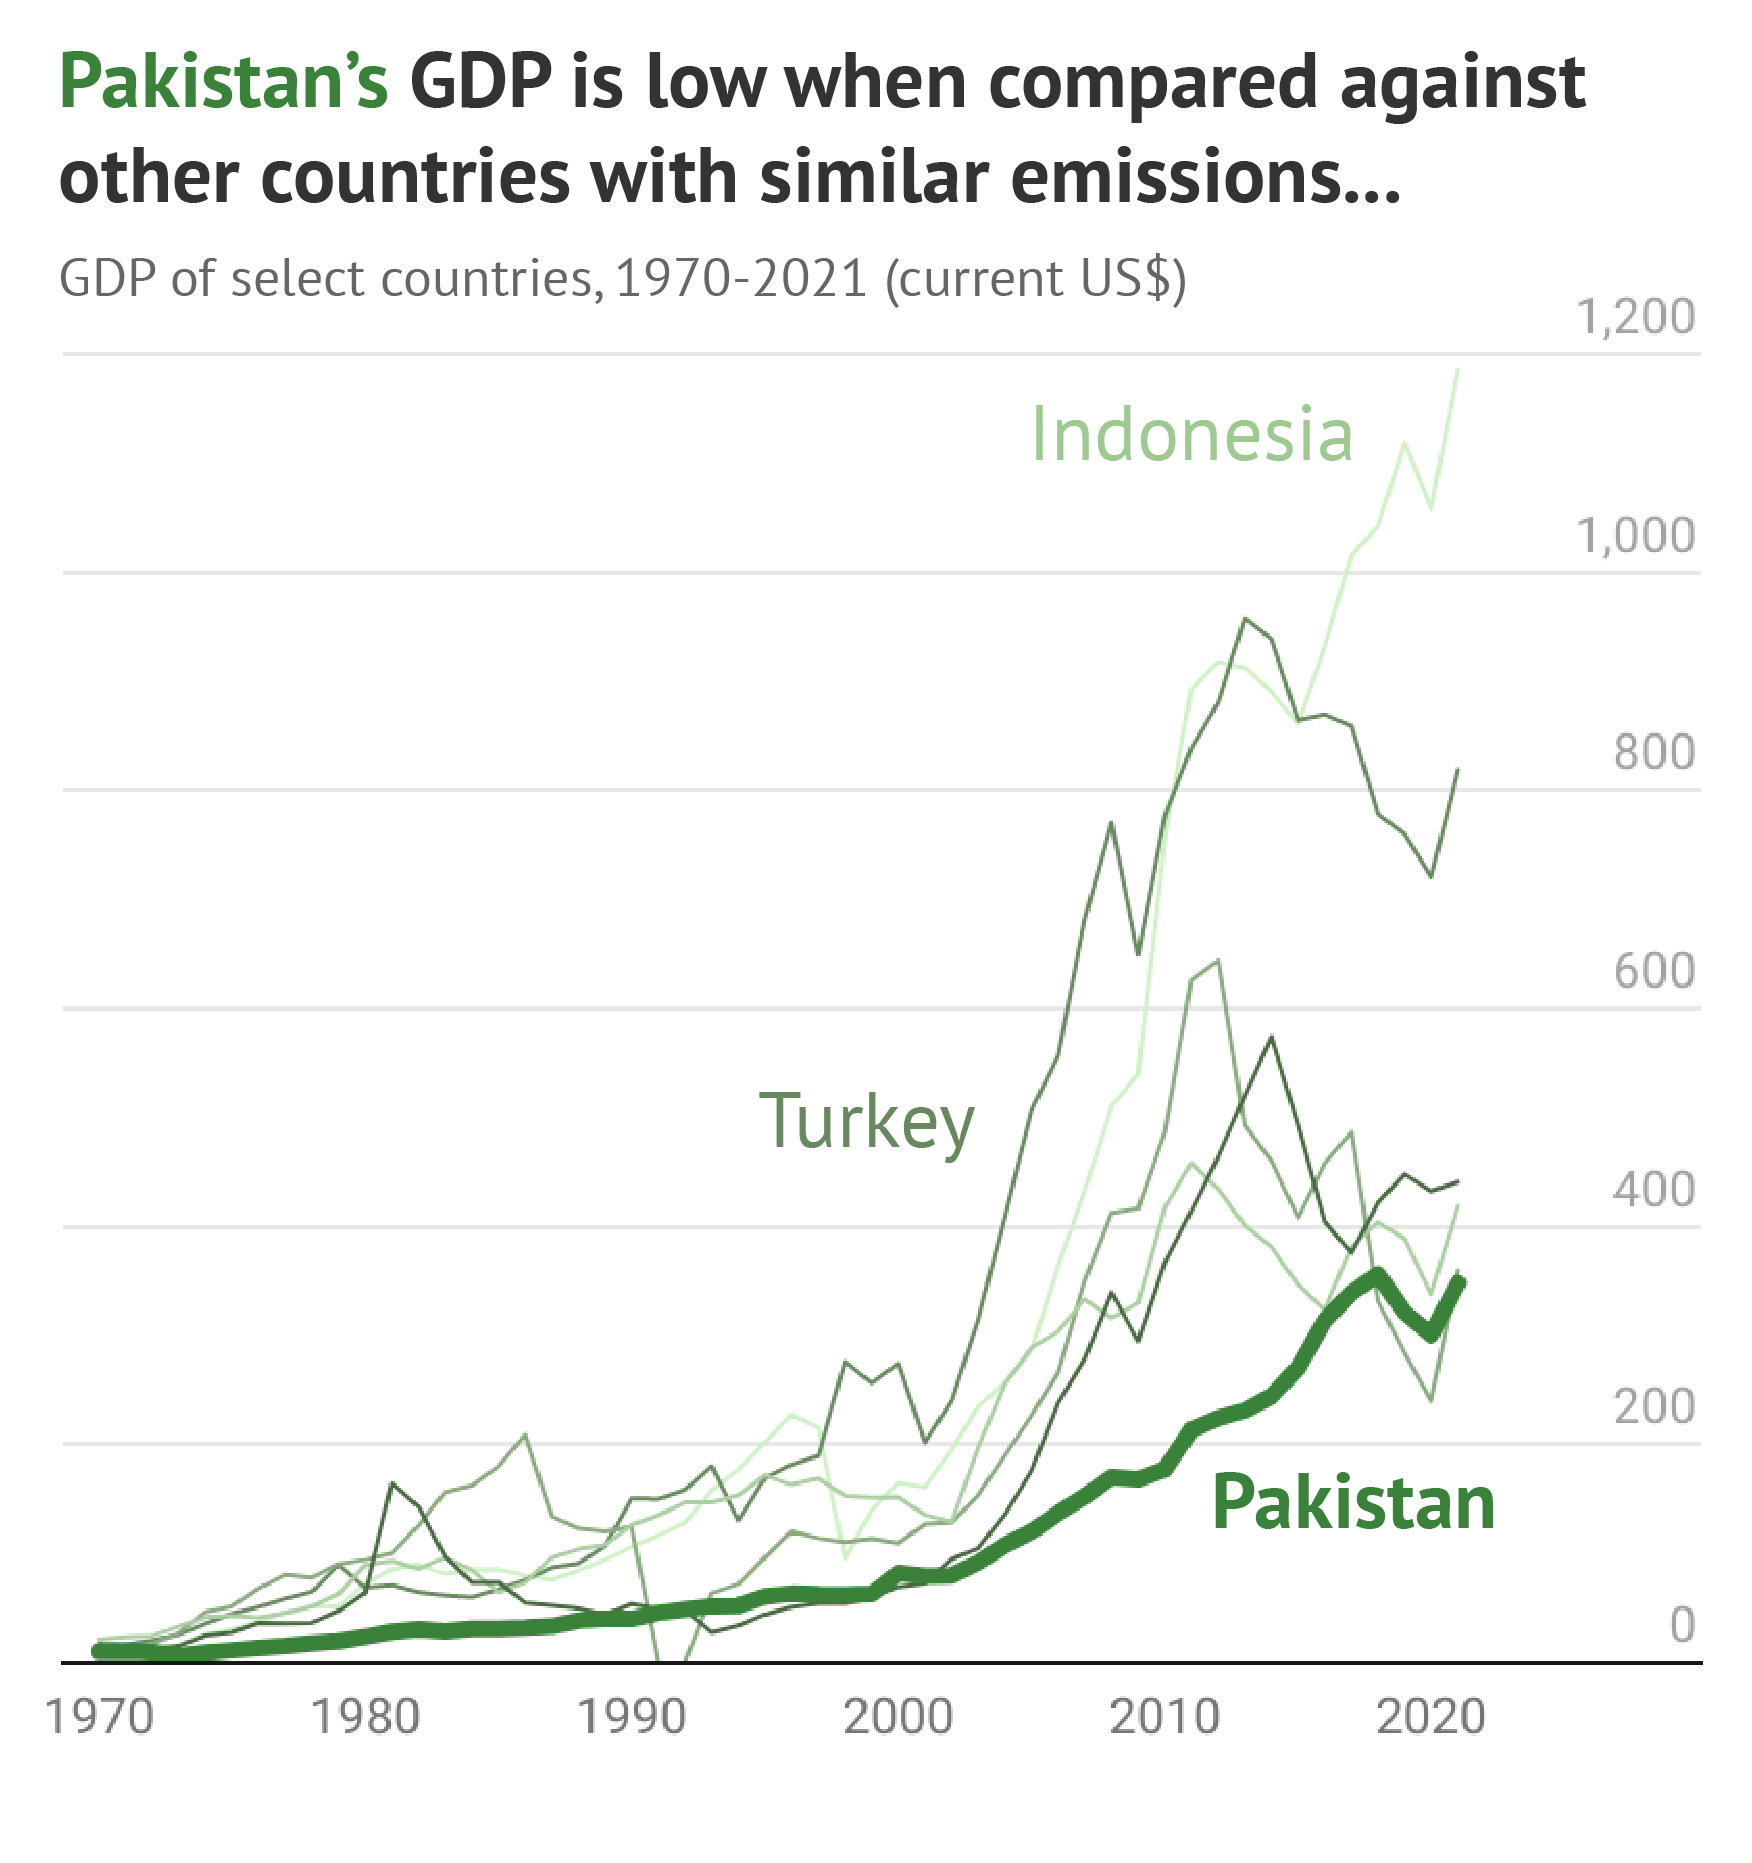 Pakistan’s GDP is low when compared against
other countries with similar emissions...
GDP of select countries, 1970-2021 (current US$)
1,200
Indonesia
1,000
800
600
Turkey
400
200
Pakistan
0
1970 1980 1990 2000 2010 2020